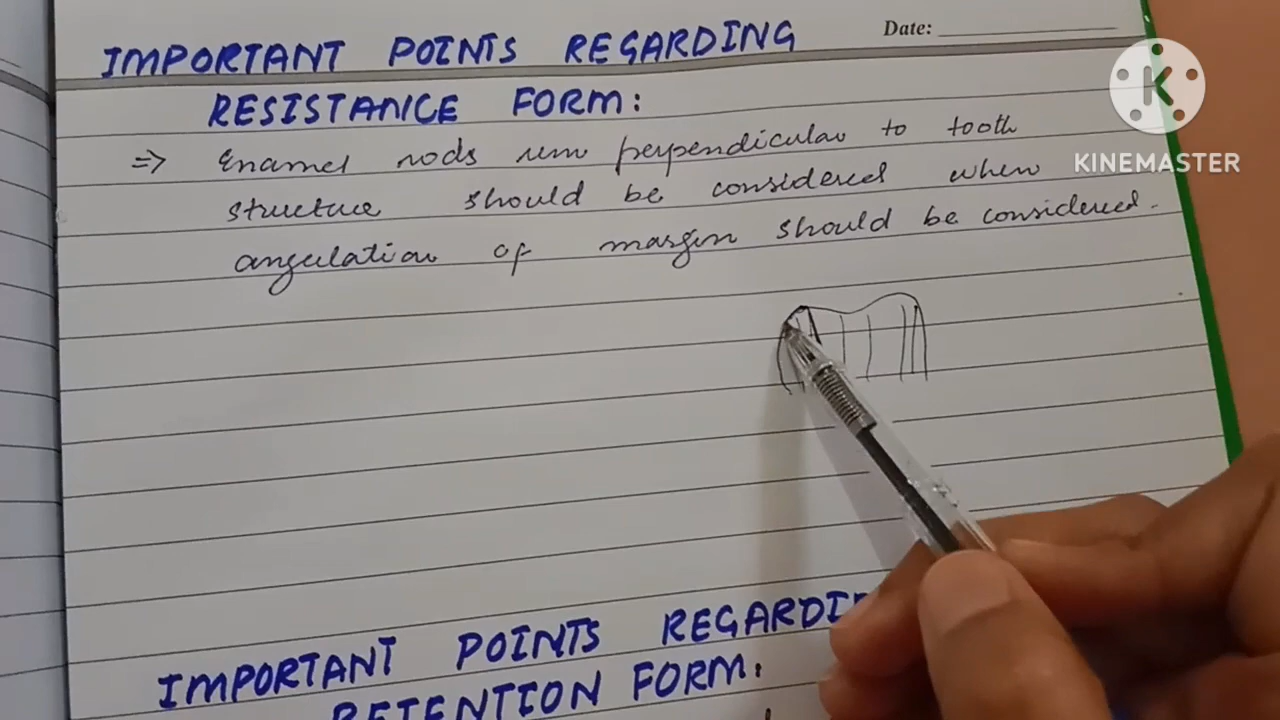 Date:
IMPORTANT POINTS REGARDING
RESISTANCE FORM:
KINEMASTER
=> Enamel rods run perpendicular to tooth
structure should be considered when
angulation of margin should be considered.
IMPORTANT POINTS REGARDI
RETENTION FORM: